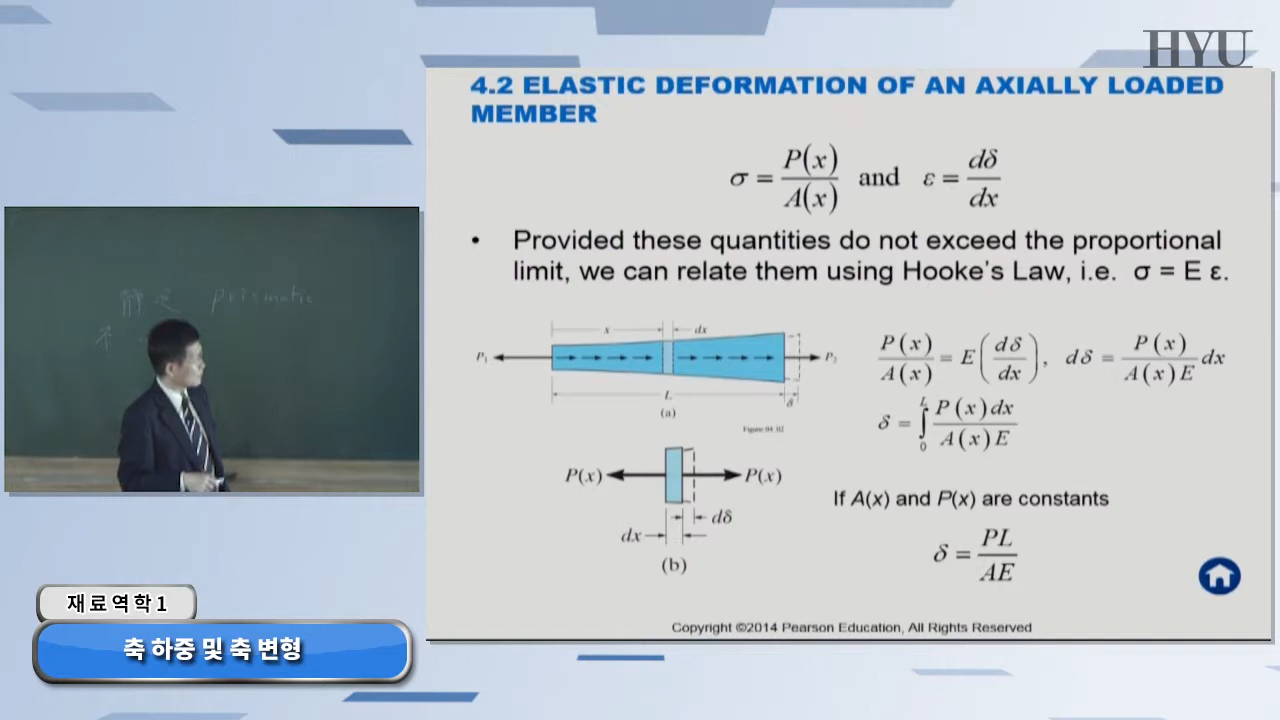 HYU
4.2 ELASTIC DEFORMATION OF AN AXIALLY LOADED
MEMBER
σ = P(x)/A(x) and ε = dδ/dx
• Provided these quantities do not exceed the proportional
limit, we can relate them using Hooke's Law, i.e. σ = E ε.
x dx
P₁ P₂
L δ
(a)
Figure 04_02
P(x)/A(x) = E(dδ/dx), dδ = P(x)/A(x)E dx
δ = ∫₀ᴸ P(x)dx/A(x)E
P(x) P(x)
dδ
dx
(b)
If A(x) and P(x) are constants
δ = PL/AE
Copyright ©2014 Pearson Education, All Rights Reserved
prismatic
재료역학1
축 하중 및 축 변형